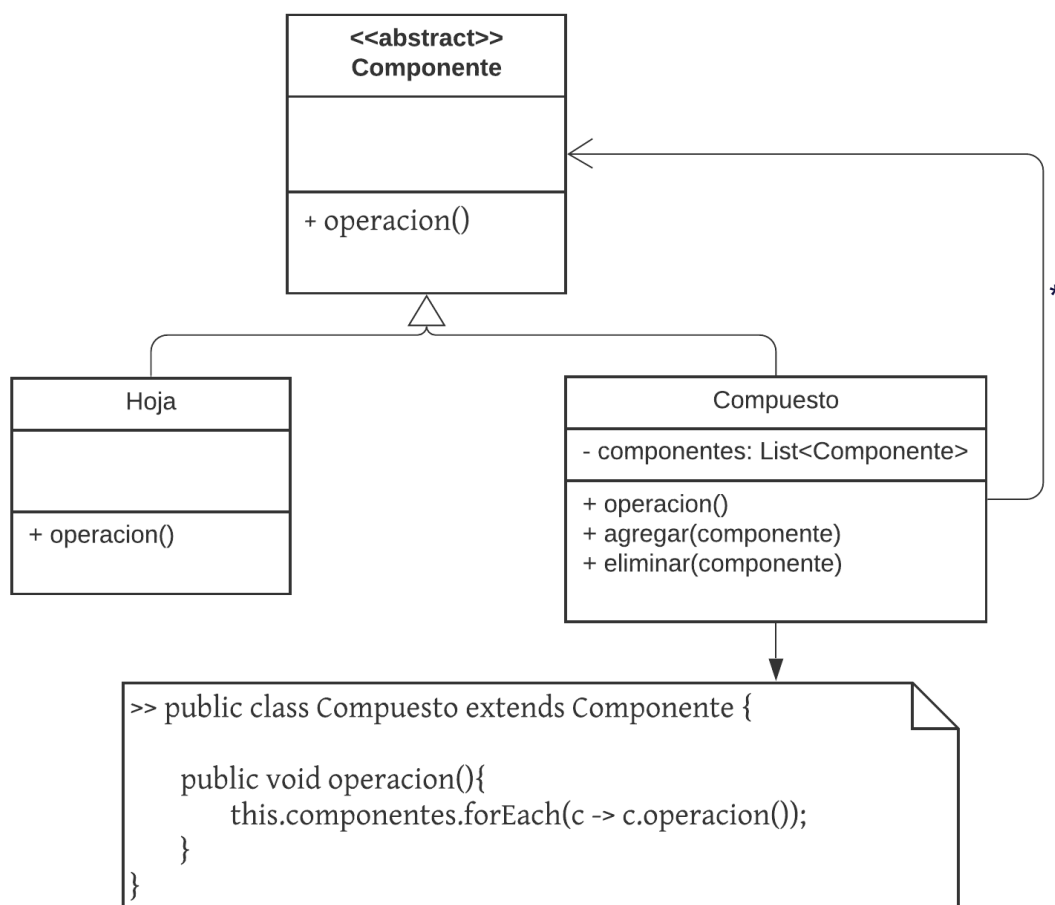 <<abstract>>
Componente
+ operacion()
*
Hoja
+ operacion()
Compuesto
- componentes: List<Componente>
+ operacion()
+ agregar(componente)
+ eliminar(componente)
>> public class Compuesto extends Componente {
public void operacion(){
this.componentes.forEach(c -> c.operacion());
}
}